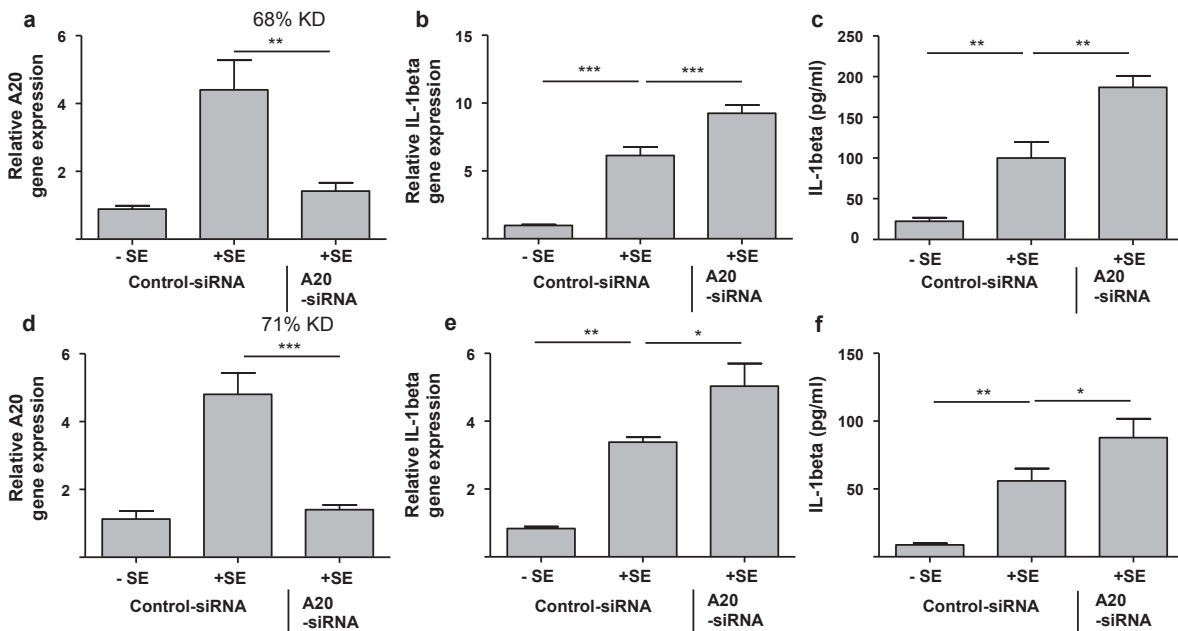 a
68% KD
**
Relative A20
gene expression
6
4
2
- SE
+SE
+SE
Control-siRNA
A20
-siRNA
b
***
***
Relative IL-1beta
gene expression
15
10
5
- SE
+SE
+SE
Control-siRNA
A20
-siRNA
c
**
**
IL-1beta (pg/ml)
250
200
150
100
50
0
- SE
+SE
+SE
Control-siRNA
A20
-siRNA
d
71% KD
***
Relative A20
gene expression
6
4
2
- SE
+SE
+SE
Control-siRNA
A20
-siRNA
e
**
*
Relative IL-1beta
gene expression
6
4
2
- SE
+SE
+SE
Control-siRNA
A20
-siRNA
f
**
*
IL-1beta (pg/ml)
150
100
50
- SE
+SE
+SE
Control-siRNA
A20
-siRNA